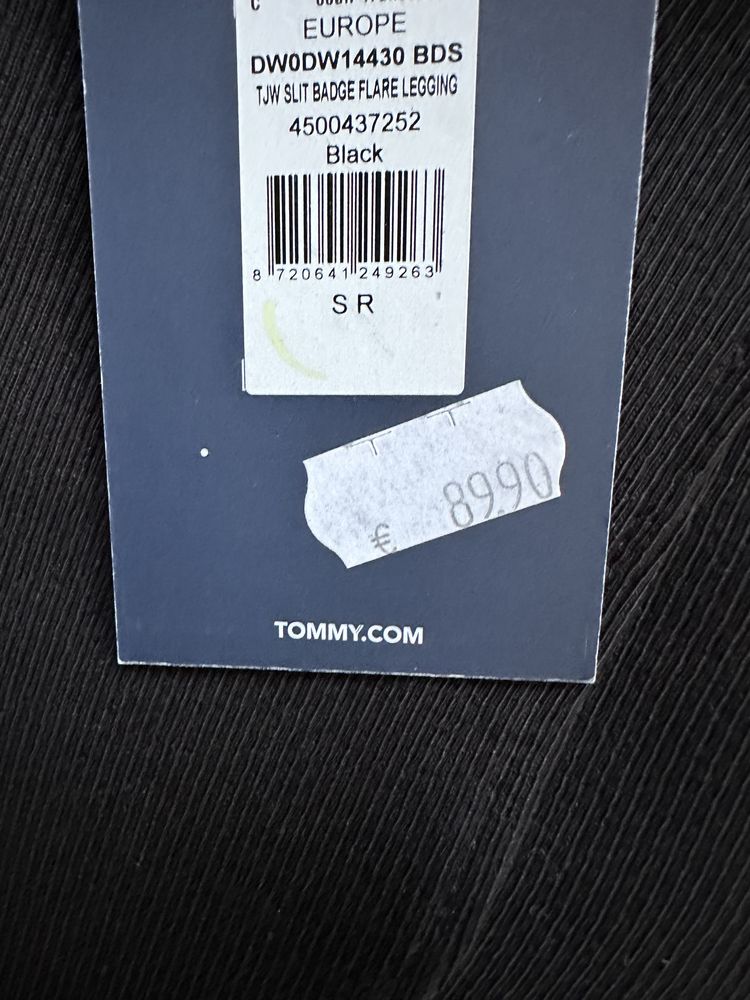 EUROPE
DW0DW14430 BDS
TJW SLIT BADGE FLARE LEGGING
4500437252
Black
8 720641 249263
S R
€ 89.90
TOMMY.COM